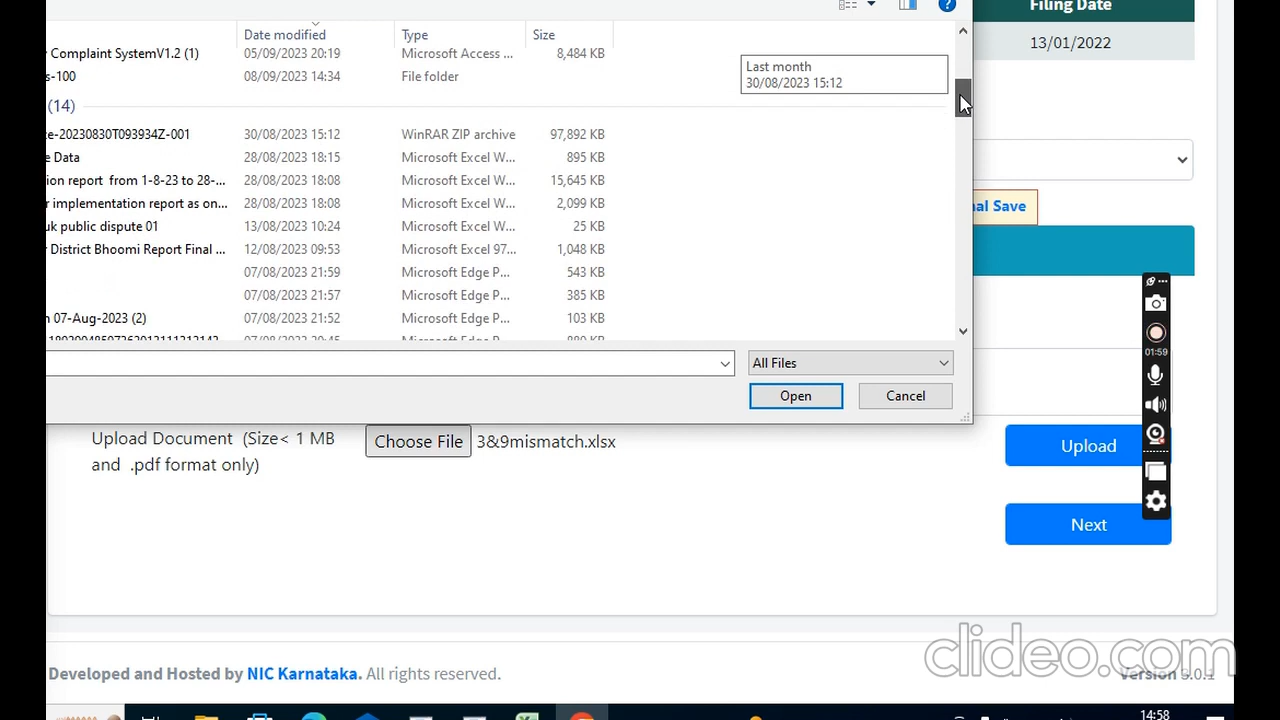 Filing Date
Date modified Type Size
Complaint SystemV1.2 (1) 05/09/2023 20:19 Microsoft Access ... 8,484 KB
13/01/2022
s-100 08/09/2023 14:34 File folder
Last month
30/08/2023 15:12
(14)
te-20230830T093934Z-001 30/08/2023 15:12 WinRAR ZIP archive 97,892 KB
e Data 28/08/2023 18:15 Microsoft Excel W... 895 KB
ion report from 1-8-23 to 28-... 28/08/2023 18:08 Microsoft Excel W... 15,645 KB
r implementation report as on... 28/08/2023 18:08 Microsoft Excel W... 2,099 KB
nal Save
uk public dispute 01 13/08/2023 10:24 Microsoft Excel W... 25 KB
r District Bhoomi Report Final ... 12/08/2023 09:53 Microsoft Excel 97... 1,048 KB
07/08/2023 21:59 Microsoft Edge P... 543 KB
07/08/2023 21:57 Microsoft Edge P... 385 KB
n 07-Aug-2023 (2) 07/08/2023 21:52 Microsoft Edge P... 103 KB
01:59
All Files
Open Cancel
Upload Document (Size< 1 MB
and .pdf format only)
Choose File 3&9mismatch.xlsx
Upload
Next
clideo.com
Developed and Hosted by NIC Karnataka. All rights reserved.
Version 3.0.1
14:58